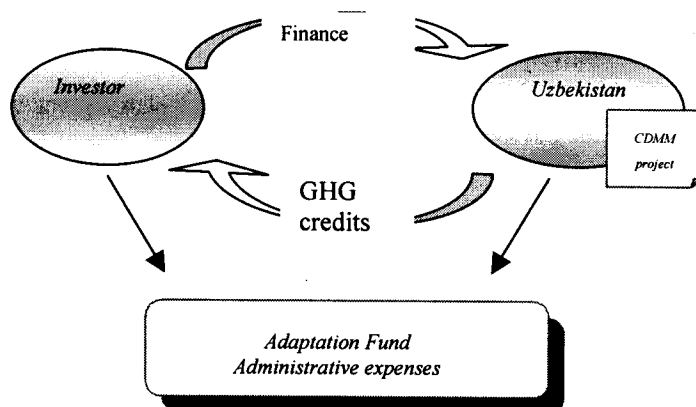 Finance
Investor
Uzbekistan
CDMM
project
GHG
credits
Adaptation Fund
Administrative expenses